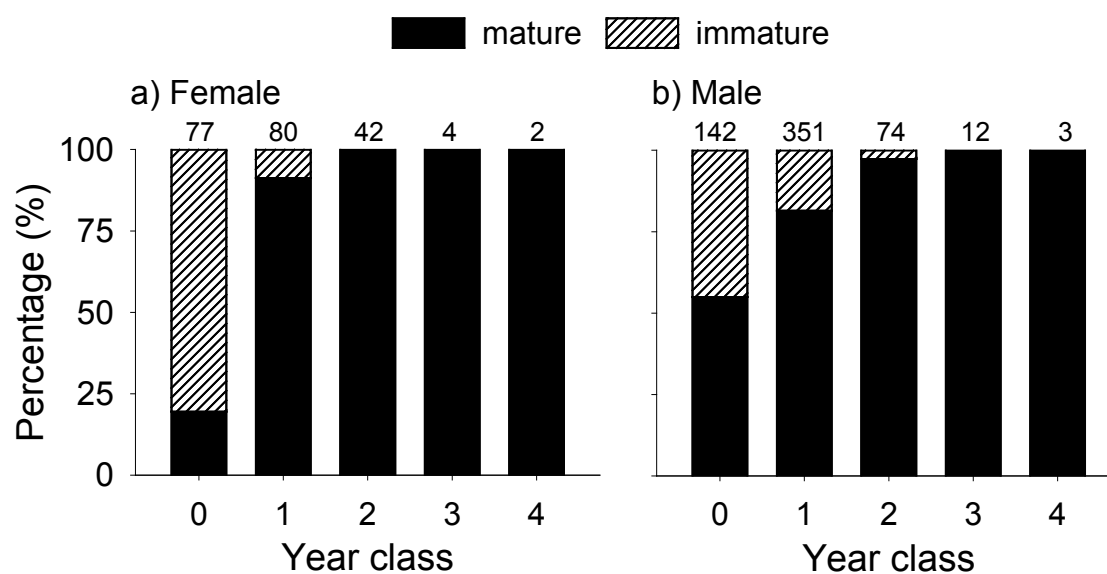 mature immature
a) Female
77 80 42 4 2
100
75
50
25
0
Percentage (%)
0 1 2 3 4
Year class
b) Male
142 351 74 12 3
0 1 2 3 4
Year class